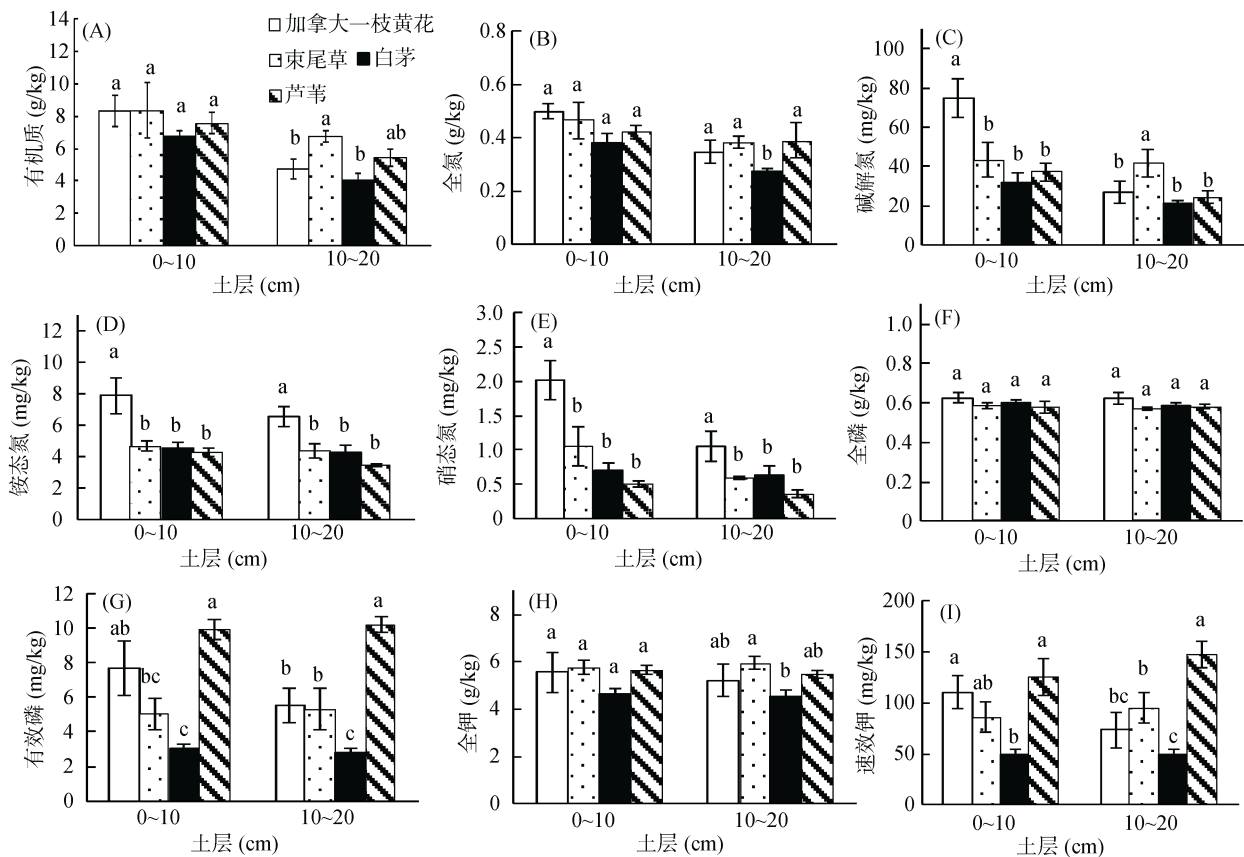 (A)
加拿大一枝黄花
束尾草
白茅
芦苇
有机质 (g/kg)
14
12
10
8
6
4
2
0
a a a a
b a b ab
0~10 10~20
土层 (cm)
(B)
全氮 (g/kg)
0.8
0.6
0.4
0.2
0
a a a a
a a b a
0~10 10~20
土层 (cm)
(C)
碱解氮 (mg/kg)
100
80
60
40
20
0
a b b b
b a b b
0~10 10~20
土层 (cm)
(D)
铵态氮 (mg/kg)
12
10
8
6
4
2
0
a b b b
a b b b
0~10 10~20
土层 (cm)
(E)
硝态氮 (mg/kg)
3.0
2.5
2.0
1.5
1.0
0.5
0
a b b b
a b b b
0~10 10~20
土层 (cm)
(F)
全磷 (g/kg)
1.0
0.8
0.6
0.4
0.2
0
a a a a
a a a a
0~10 10~20
土层 (cm)
(G)
有效磷 (mg/kg)
12
10
8
6
4
2
0
ab bc c a
b b c a
0~10 10~20
土层 (cm)
(H)
全钾 (g/kg)
8
6
4
2
0
a a a a
ab a b ab
0~10 10~20
土层 (cm)
(I)
速效钾 (mg/kg)
200
150
100
50
0
a ab b a
bc b c a
0~10 10~20
土层 (cm)